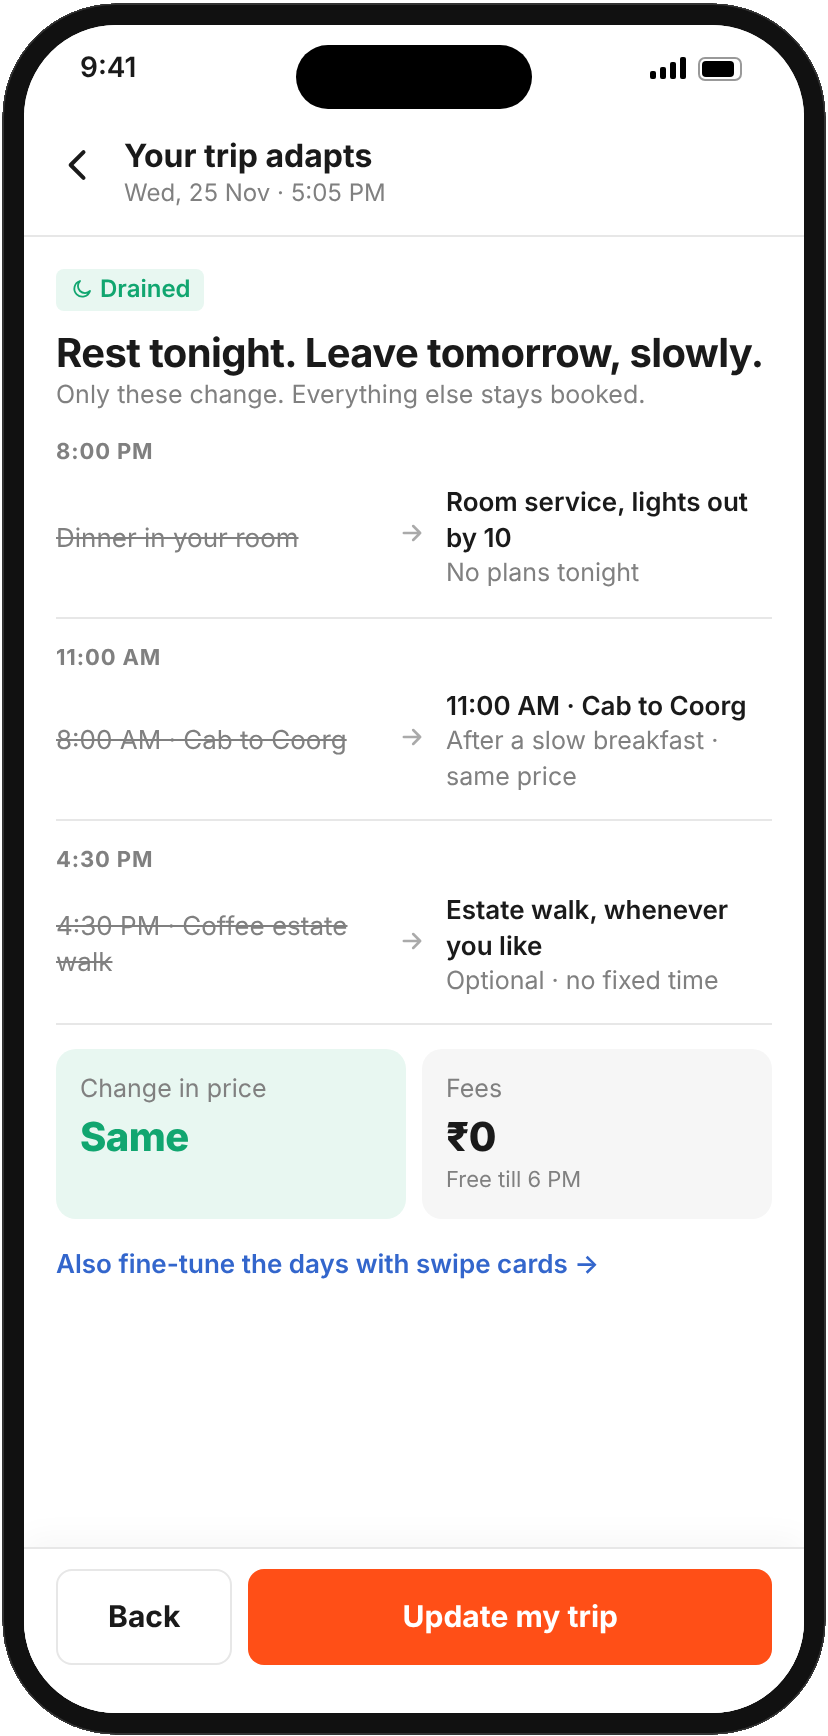 9:41
Your trip adapts
Wed, 25 Nov · 5:05 PM
Drained
Rest tonight. Leave tomorrow, slowly.
Only these change. Everything else stays booked.
8:00 PM
Dinner in your room
→
Room service, lights out
by 10
No plans tonight
11:00 AM
8:00 AM · Cab to Coorg
→
11:00 AM · Cab to Coorg
After a slow breakfast ·
same price
4:30 PM
4:30 PM · Coffee estate
walk
→
Estate walk, whenever
you like
Optional · no fixed time
Change in price
Same
Fees
₹0
Free till 6 PM
Also fine-tune the days with swipe cards →
Back
Update my trip